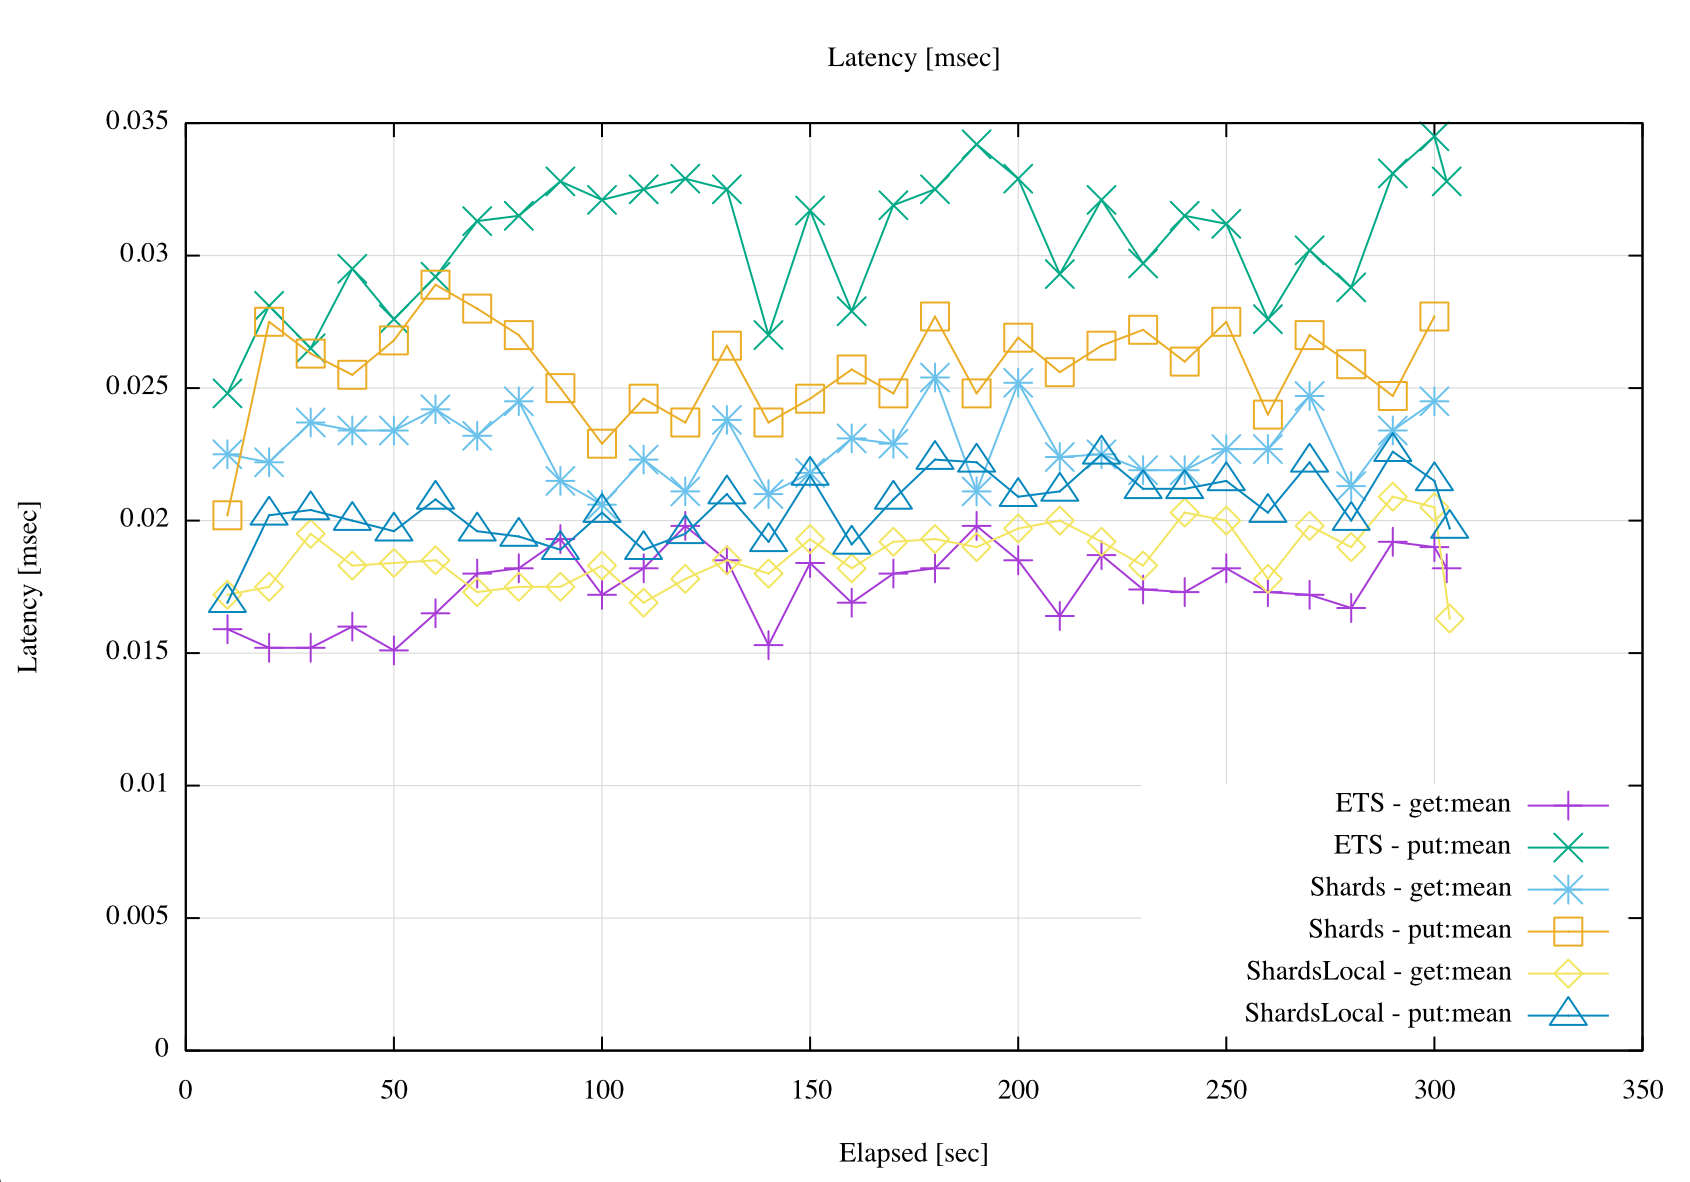 Latency [msec]
0.035
0.03
0.025
0.02
0.015
0.01
0.005
0
Latency [msec]
ETS - get:mean
ETS - put:mean
Shards - get:mean
Shards - put:mean
ShardsLocal - get:mean
ShardsLocal - put:mean
0 50 100 150 200 250 300 350
Elapsed [sec]